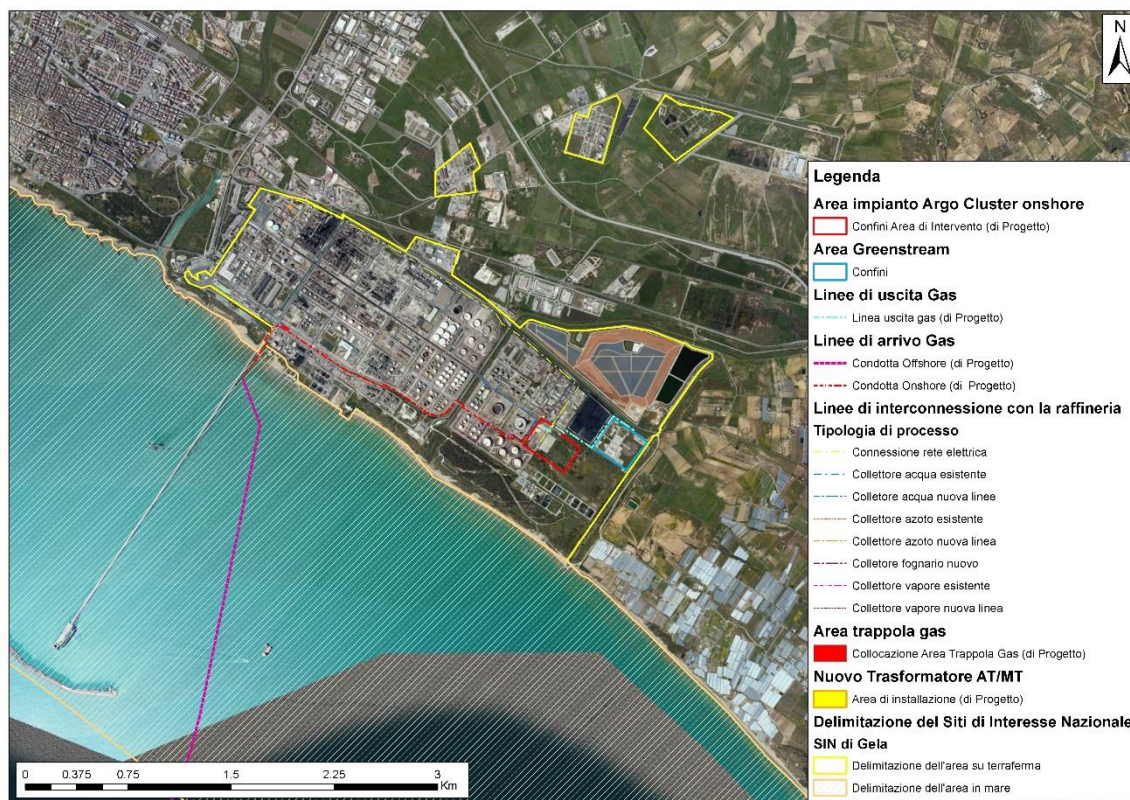 N
Legenda
Area impianto Argo Cluster onshore
Confini Area di Intervento (di Progetto)
Area Greenstream
Confini
Linee di uscita Gas
Linea uscita gas (di Progetto)
Linee di arrivo Gas
Condotta Offshore (di Progetto)
Condotta Onshore (di Progetto)
Linee di interconnessione con la raffineria
Tipologia di processo
Connessione rete elettrica
Collettore acqua esistente
Colletore acqua nuova linee
Collettore azoto esistente
Collettore azoto nuova linea
Colletore fognario nuovo
Collettore vapore esistente
Collettore vapore nuova linea
Area trappola gas
Collocazione Area Trappola Gas (di Progetto)
Nuovo Trasformatore AT/MT
Area di installazione (di Progetto)
Delimitazione del Siti di Interesse Nazionale
SIN di Gela
Delimitazione dell'area su terraferma
Delimitazione dell'area in mare
0 0.375 0.75 1.5 2.25 3
Km